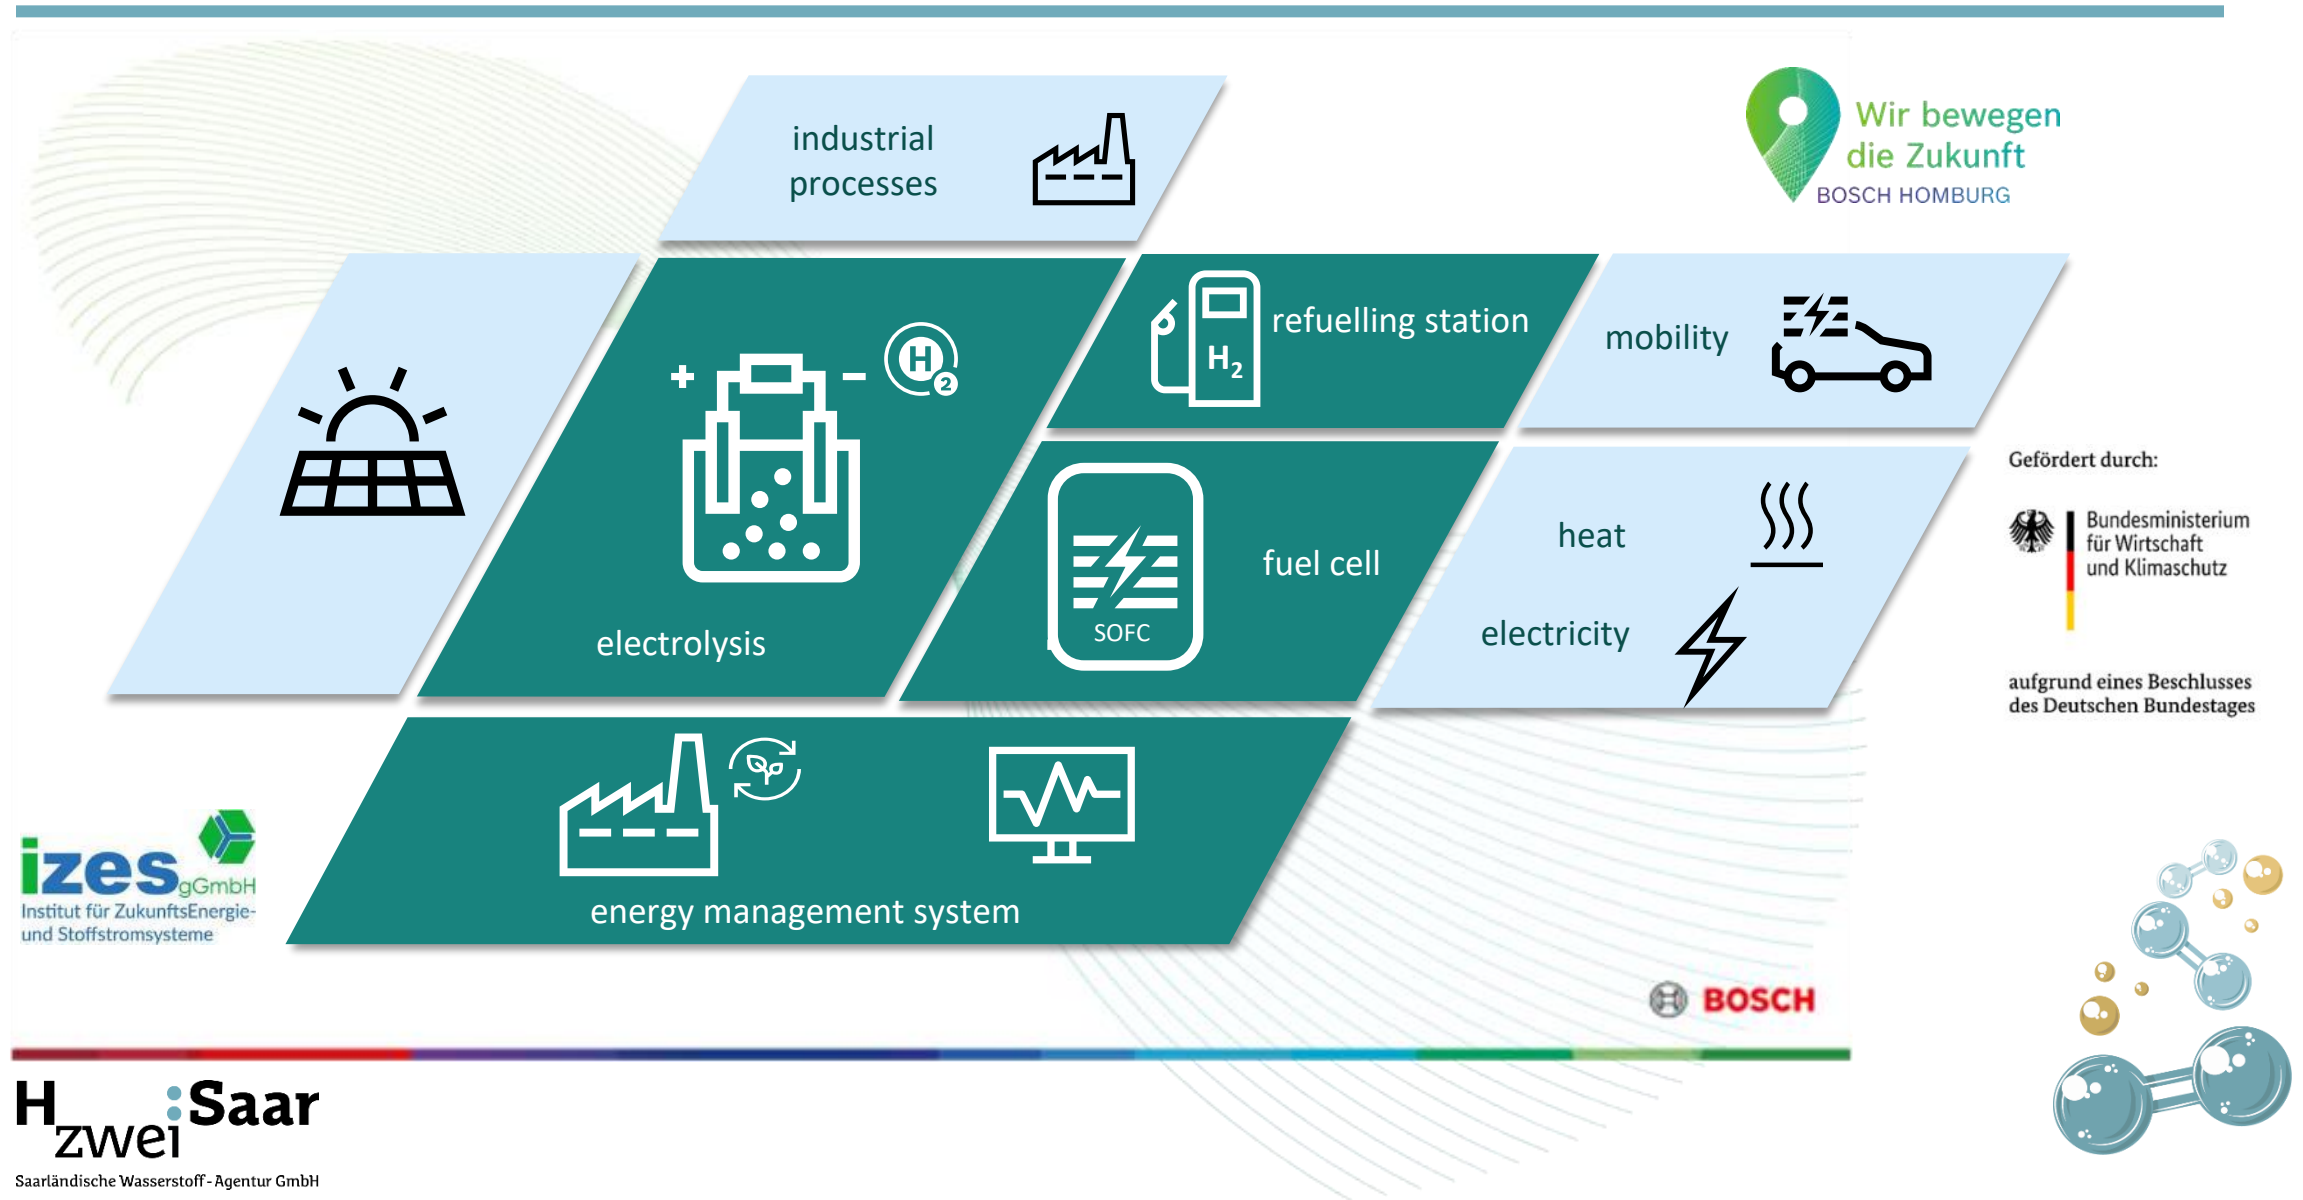 industrial
processes
Wir bewegen
die Zukunft
BOSCH HOMBURG
+
−
H
2
electrolysis
H2
refuelling station
mobility
SOFC
fuel cell
heat
electricity
Gefördert durch:
Bundesministerium
für Wirtschaft
und Klimaschutz
aufgrund eines Beschlusses
des Deutschen Bundestages
energy management system
izes gGmbH
Institut für ZukunftsEnergie-
und Stoffstromsysteme
BOSCH
Hzwei:Saar
Saarländische Wasserstoff-Agentur GmbH